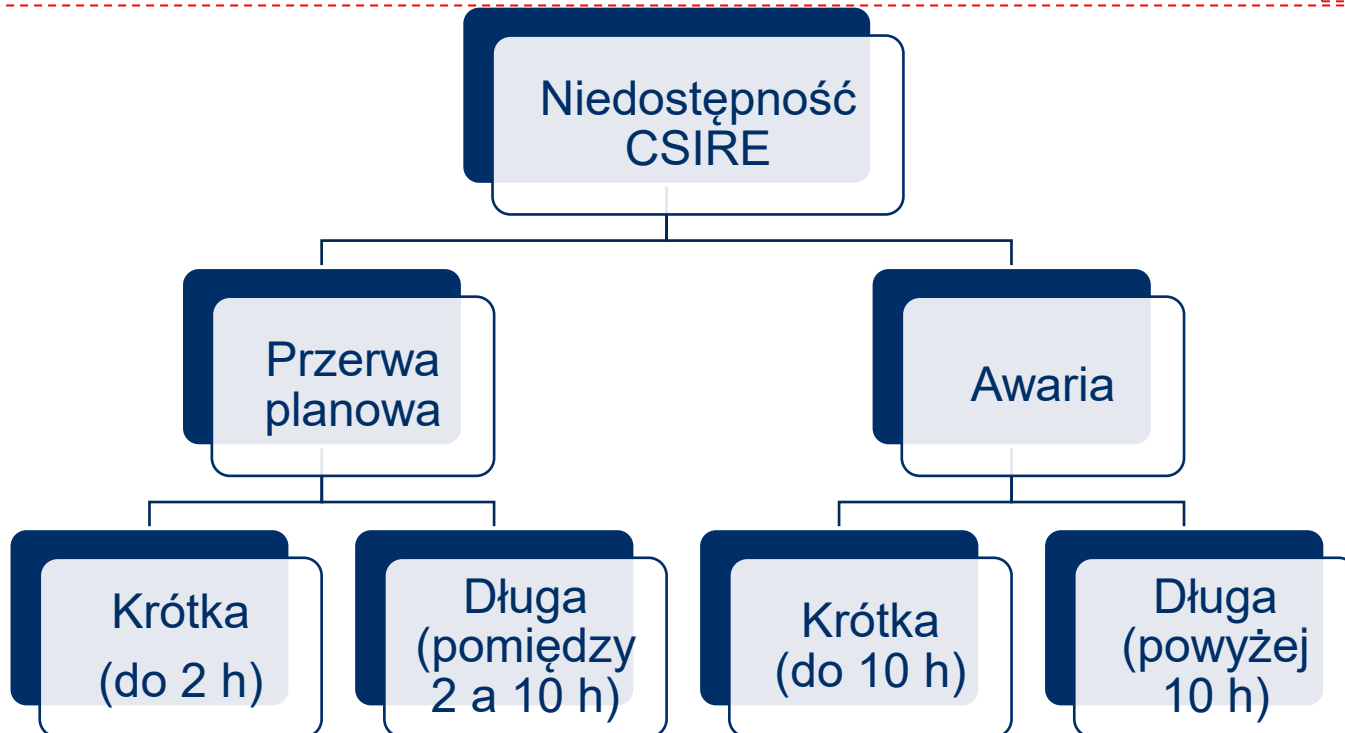 Niedostępność
CSIRE
Przerwa
planowa
Awaria
Krótka
(do 2 h)
Długa
(pomiędzy
2 a 10 h)
Krótka
(do 10 h)
Długa
(powyżej
10 h)